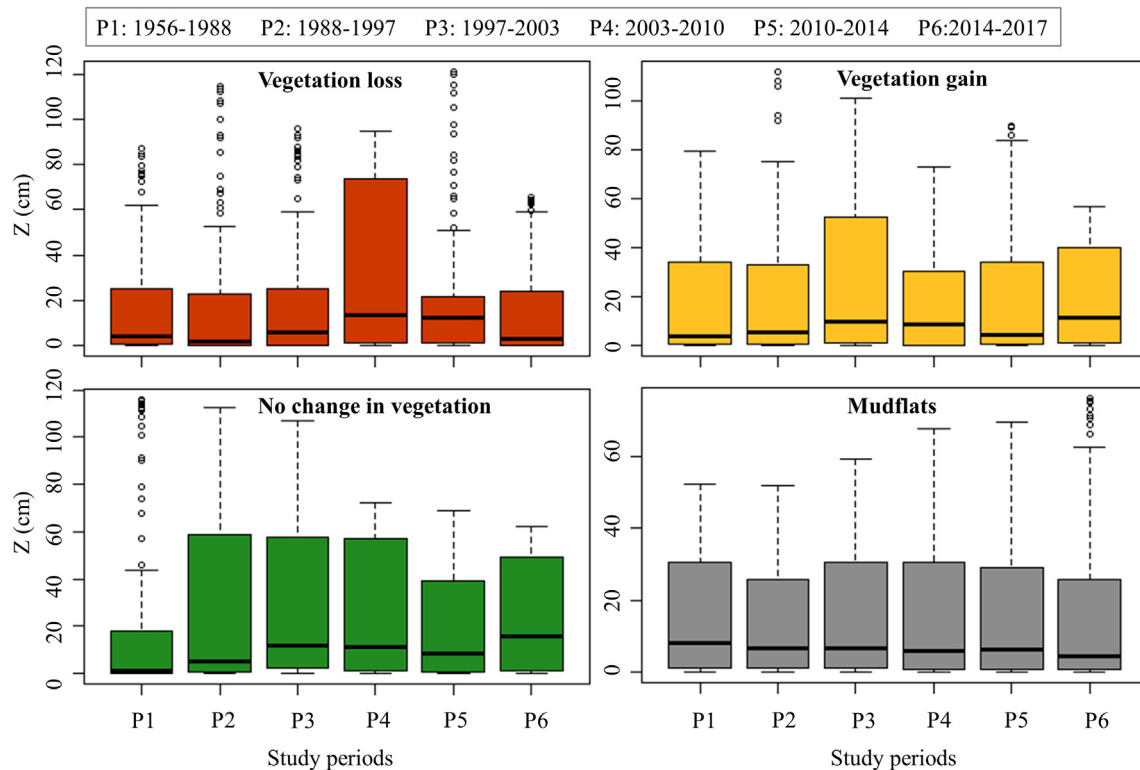 P1: 1956-1988 P2: 1988-1997 P3: 1997-2003 P4: 2003-2010 P5: 2010-2014 P6:2014-2017
Vegetation loss
Z (cm)
120
100
80
60
40
20
0
Vegetation gain
100
80
60
40
20
0
No change in vegetation
Z (cm)
120
100
80
60
40
20
0
P1 P2 P3 P4 P5 P6
Study periods
Mudflats
60
40
20
0
P1 P2 P3 P4 P5 P6
Study periods